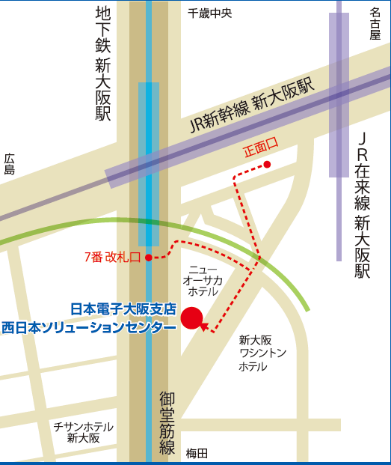 地下鉄 新大阪駅
千歳中央
名古屋
JR新幹線 新大阪駅
正面口
広島
JR在来線 新大阪駅
7番 改札口
ニュー
オーサカ
ホテル
日本電子大阪支店
西日本ソリューションセンター
新大阪
ワシントン
ホテル
御堂筋線
チサンホテル
新大阪
梅田